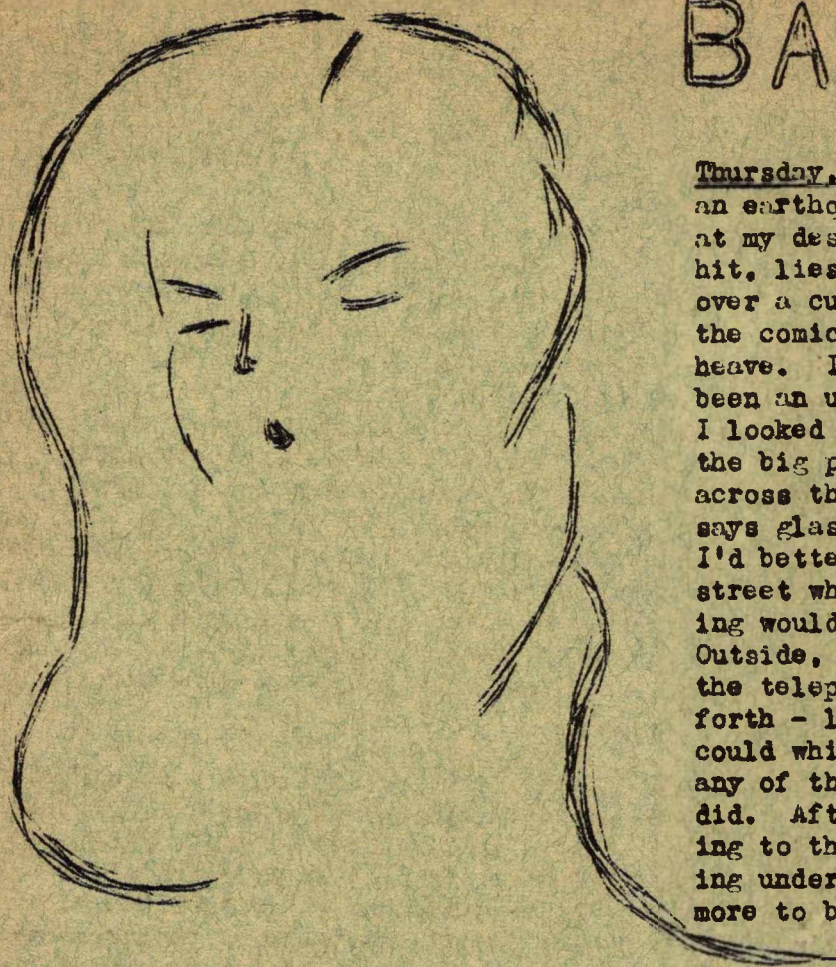 BA
Thursday,
an earthq
at my des
hit, lies
over a cu
the comic
heave. I
been an u
I looked
the big p
across th
says glas
I'd bette
street wh
ing would
Outside,
the telep
forth - l
could whi
any of th
did. Aft
ing to th
ing under
more to b